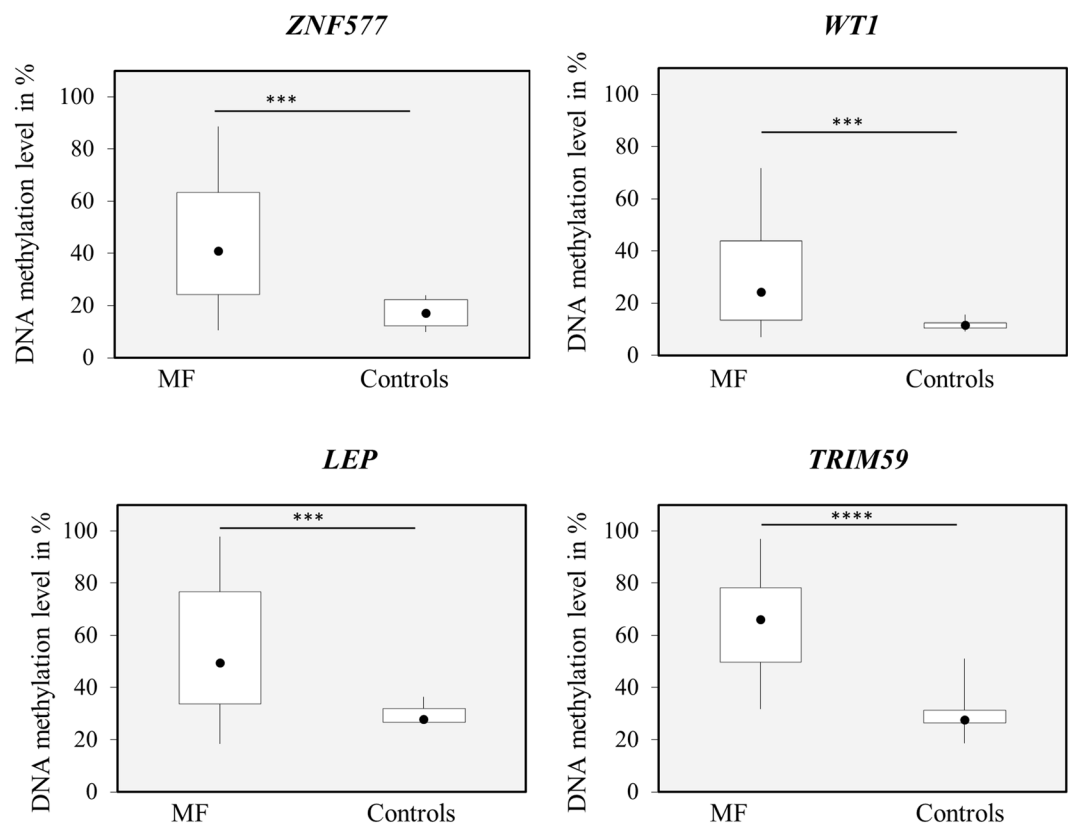 ZNF577
DNA methylation level in %
100
80
60
40
20
0
***
MF
Controls
WT1
DNA methylation level in %
100
80
60
40
20
0
***
MF
Controls
LEP
DNA methylation level in %
100
80
60
40
20
0
***
MF
Controls
TRIM59
DNA methylation level in %
100
80
60
40
20
0
****
MF
Controls